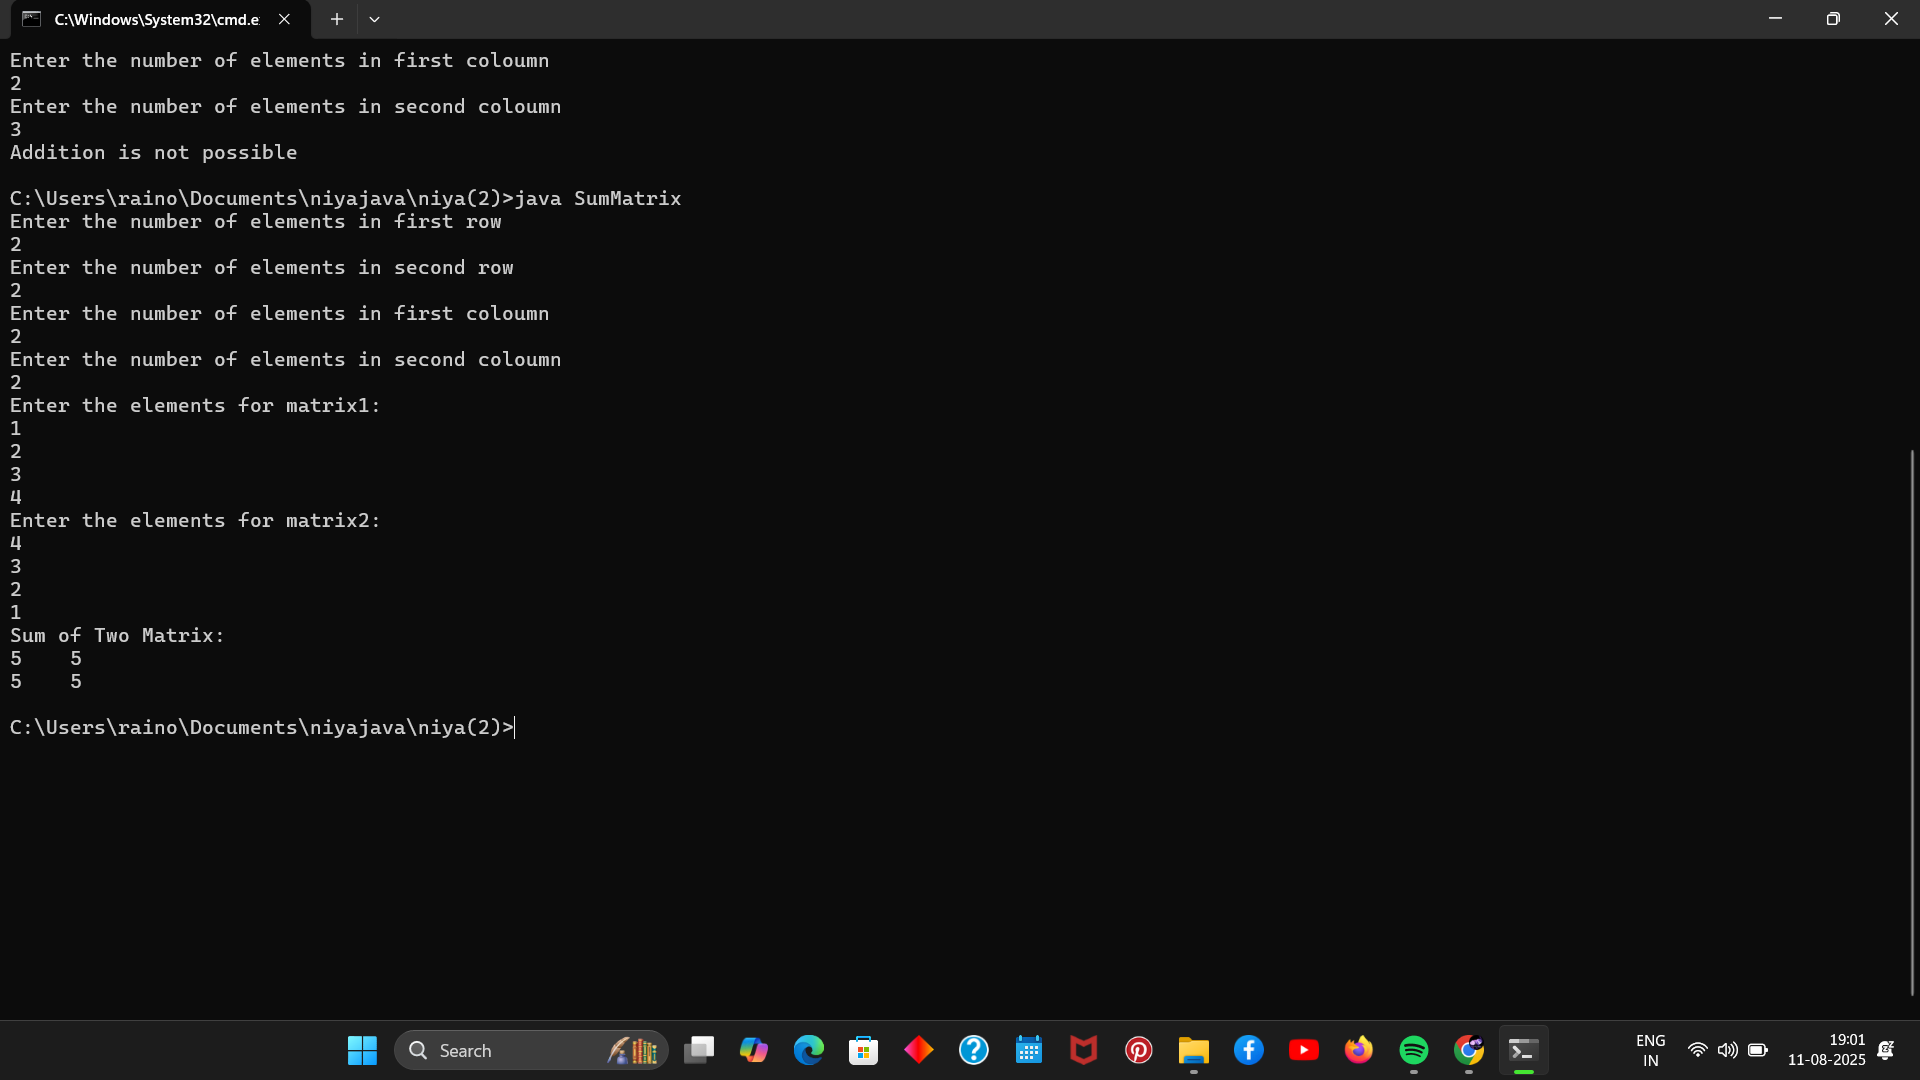 C:\Windows\System32\cmd.e
Enter the number of elements in first coloumn
2
Enter the number of elements in second coloumn
3
Addition is not possible
C:\Users\raino\Documents\niyajava\niya(2)>java SumMatrix
Enter the number of elements in first row
2
Enter the number of elements in second row
2
Enter the number of elements in first coloumn
2
Enter the number of elements in second coloumn
2
Enter the elements for matrix1:
1
2
3
4
Enter the elements for matrix2:
4
3
2
1
Sum of Two Matrix:
5    5
5    5
C:\Users\raino\Documents\niyajava\niya(2)>
Search
ENG
IN
19:01
11-08-2025